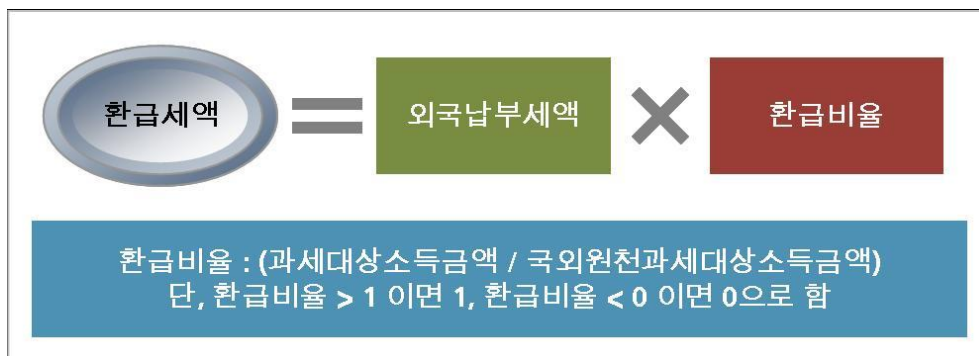 환급세액 = 외국납부세액 × 환급비율
환급비율 : (과세대상소득금액 / 국외원천과세대상소득금액)
단, 환급비율 > 1 이면 1, 환급비율 < 0 이면 0으로 함